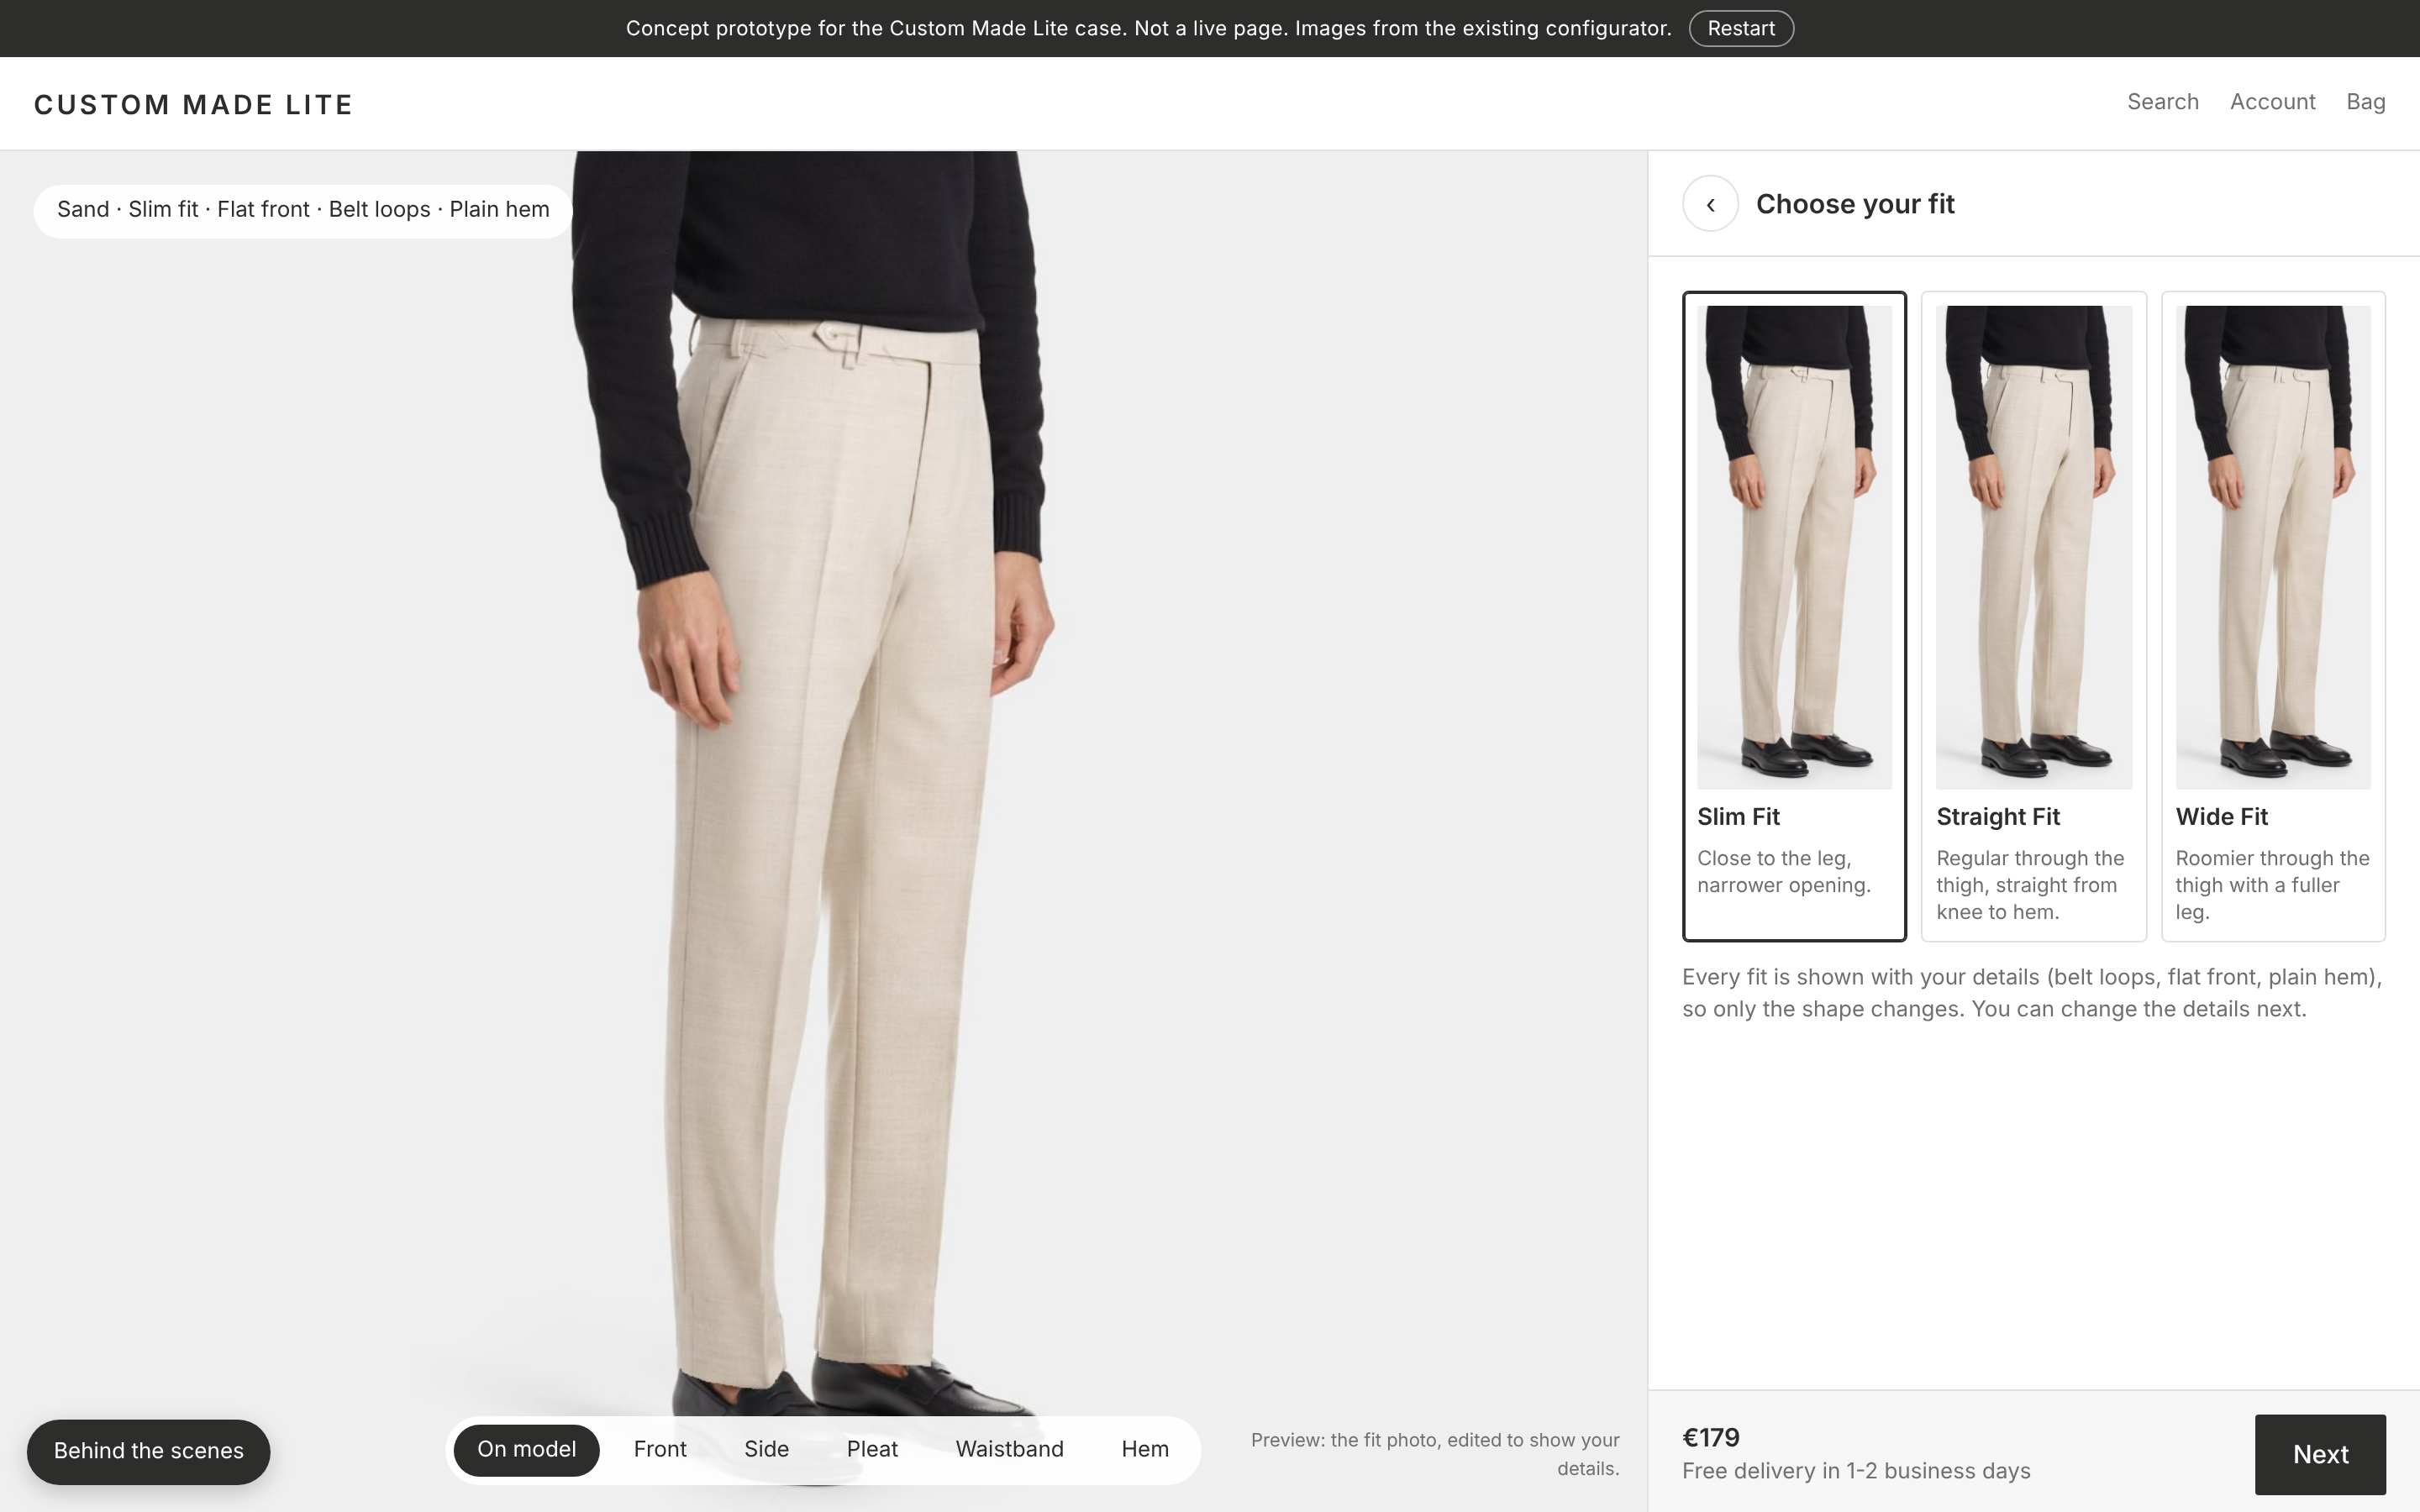 Concept prototype for the Custom Made Lite case. Not a live page. Images from the existing configurator. Restart
CUSTOM MADE LITE
Search Account Bag
Sand · Slim fit · Flat front · Belt loops · Plain hem
‹ Choose your fit
Slim Fit
Close to the leg,
narrower opening.
Straight Fit
Regular through the
thigh, straight from
knee to hem.
Wide Fit
Roomier through the
thigh with a fuller
leg.
Every fit is shown with your details (belt loops, flat front, plain hem),
so only the shape changes. You can change the details next.
Behind the scenes
On model Front Side Pleat Waistband Hem
Preview: the fit photo, edited to show your
details.
€179
Free delivery in 1-2 business days
Next